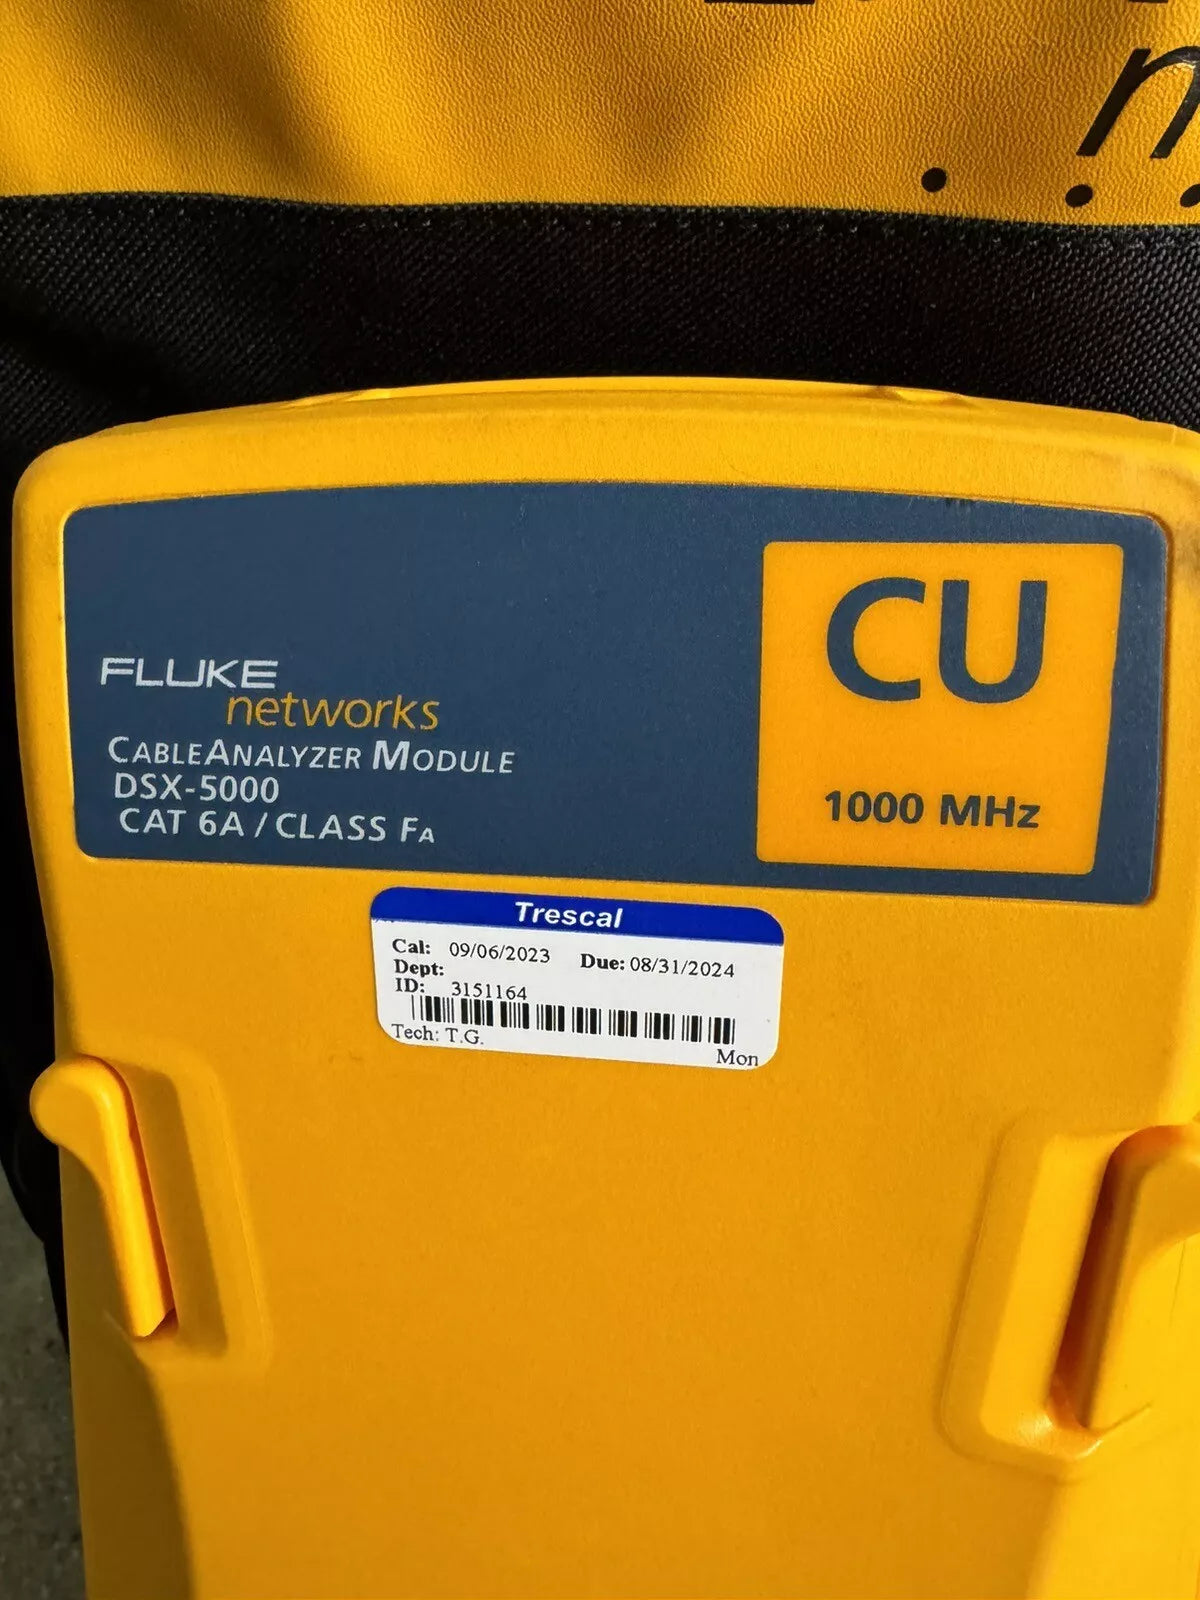 FLUKE
networks
CABLEANALYZER MODULE
DSX-5000
CAT 6A / CLASS FA
CU
1000 MHz
Trescal
Cal: 09/06/2023 Due: 08/31/2024
Dept:
ID: 3151164
Tech: T.G. Mon